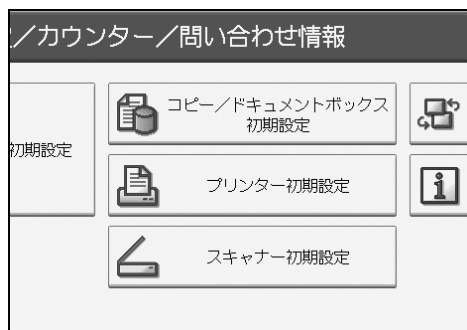 ／カウンター／問い合わせ情報
コピー／ドキュメントボックス
初期設定
初期設定
プリンター初期設定
スキャナー初期設定